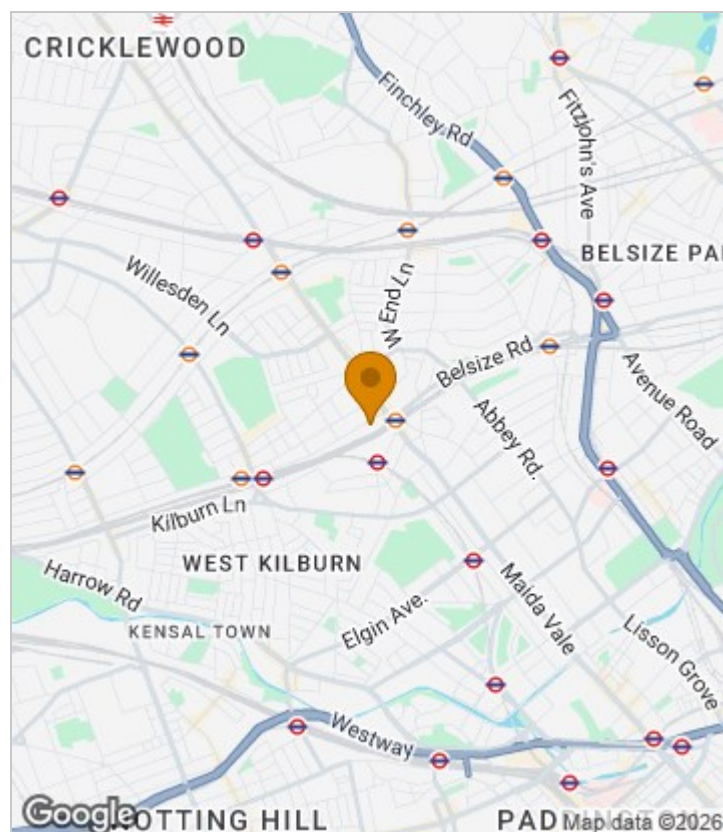 CRICKLEWOOD
Finchley Rd
Fitzjohn's Ave
BELSIZE PA
Willesden Ln
W End Ln
Belsize Rd
Avenue Road
Abbey Rd.
Kilburn Ln
WEST KILBURN
Harrow Rd
Maida Vale
Elgin Ave.
KENSAL TOWN
Lisson Grove
Westway
Google
NOTTING HILL
PAD
Map data ©2026